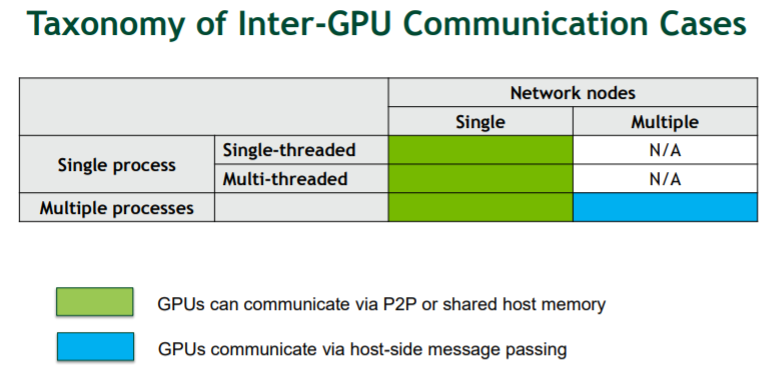 Taxonomy of Inter-GPU Communication Cases
Network nodes
Single Multiple
Single process Single-threaded N/A
Multi-threaded N/A
Multiple processes
GPUs can communicate via P2P or shared host memory
GPUs communicate via host-side message passing